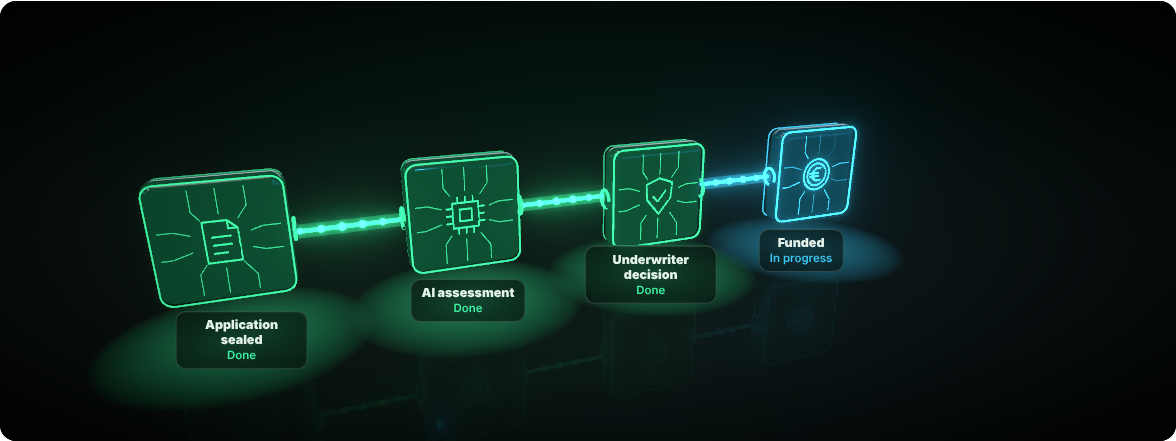 Application
sealed
Done
AI assessment
Done
Underwriter
decision
Done
Funded
In progress